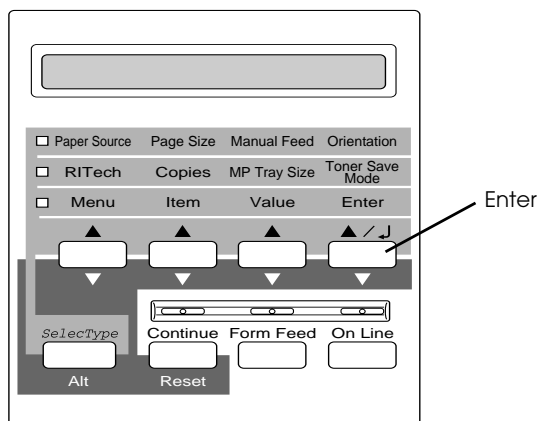 Paper Source Page Size Manual Feed Orientation
RITech Copies MP Tray Size Toner Save Mode
Menu Item Value Enter
Enter
SelecType Continue Form Feed On Line
Alt Reset